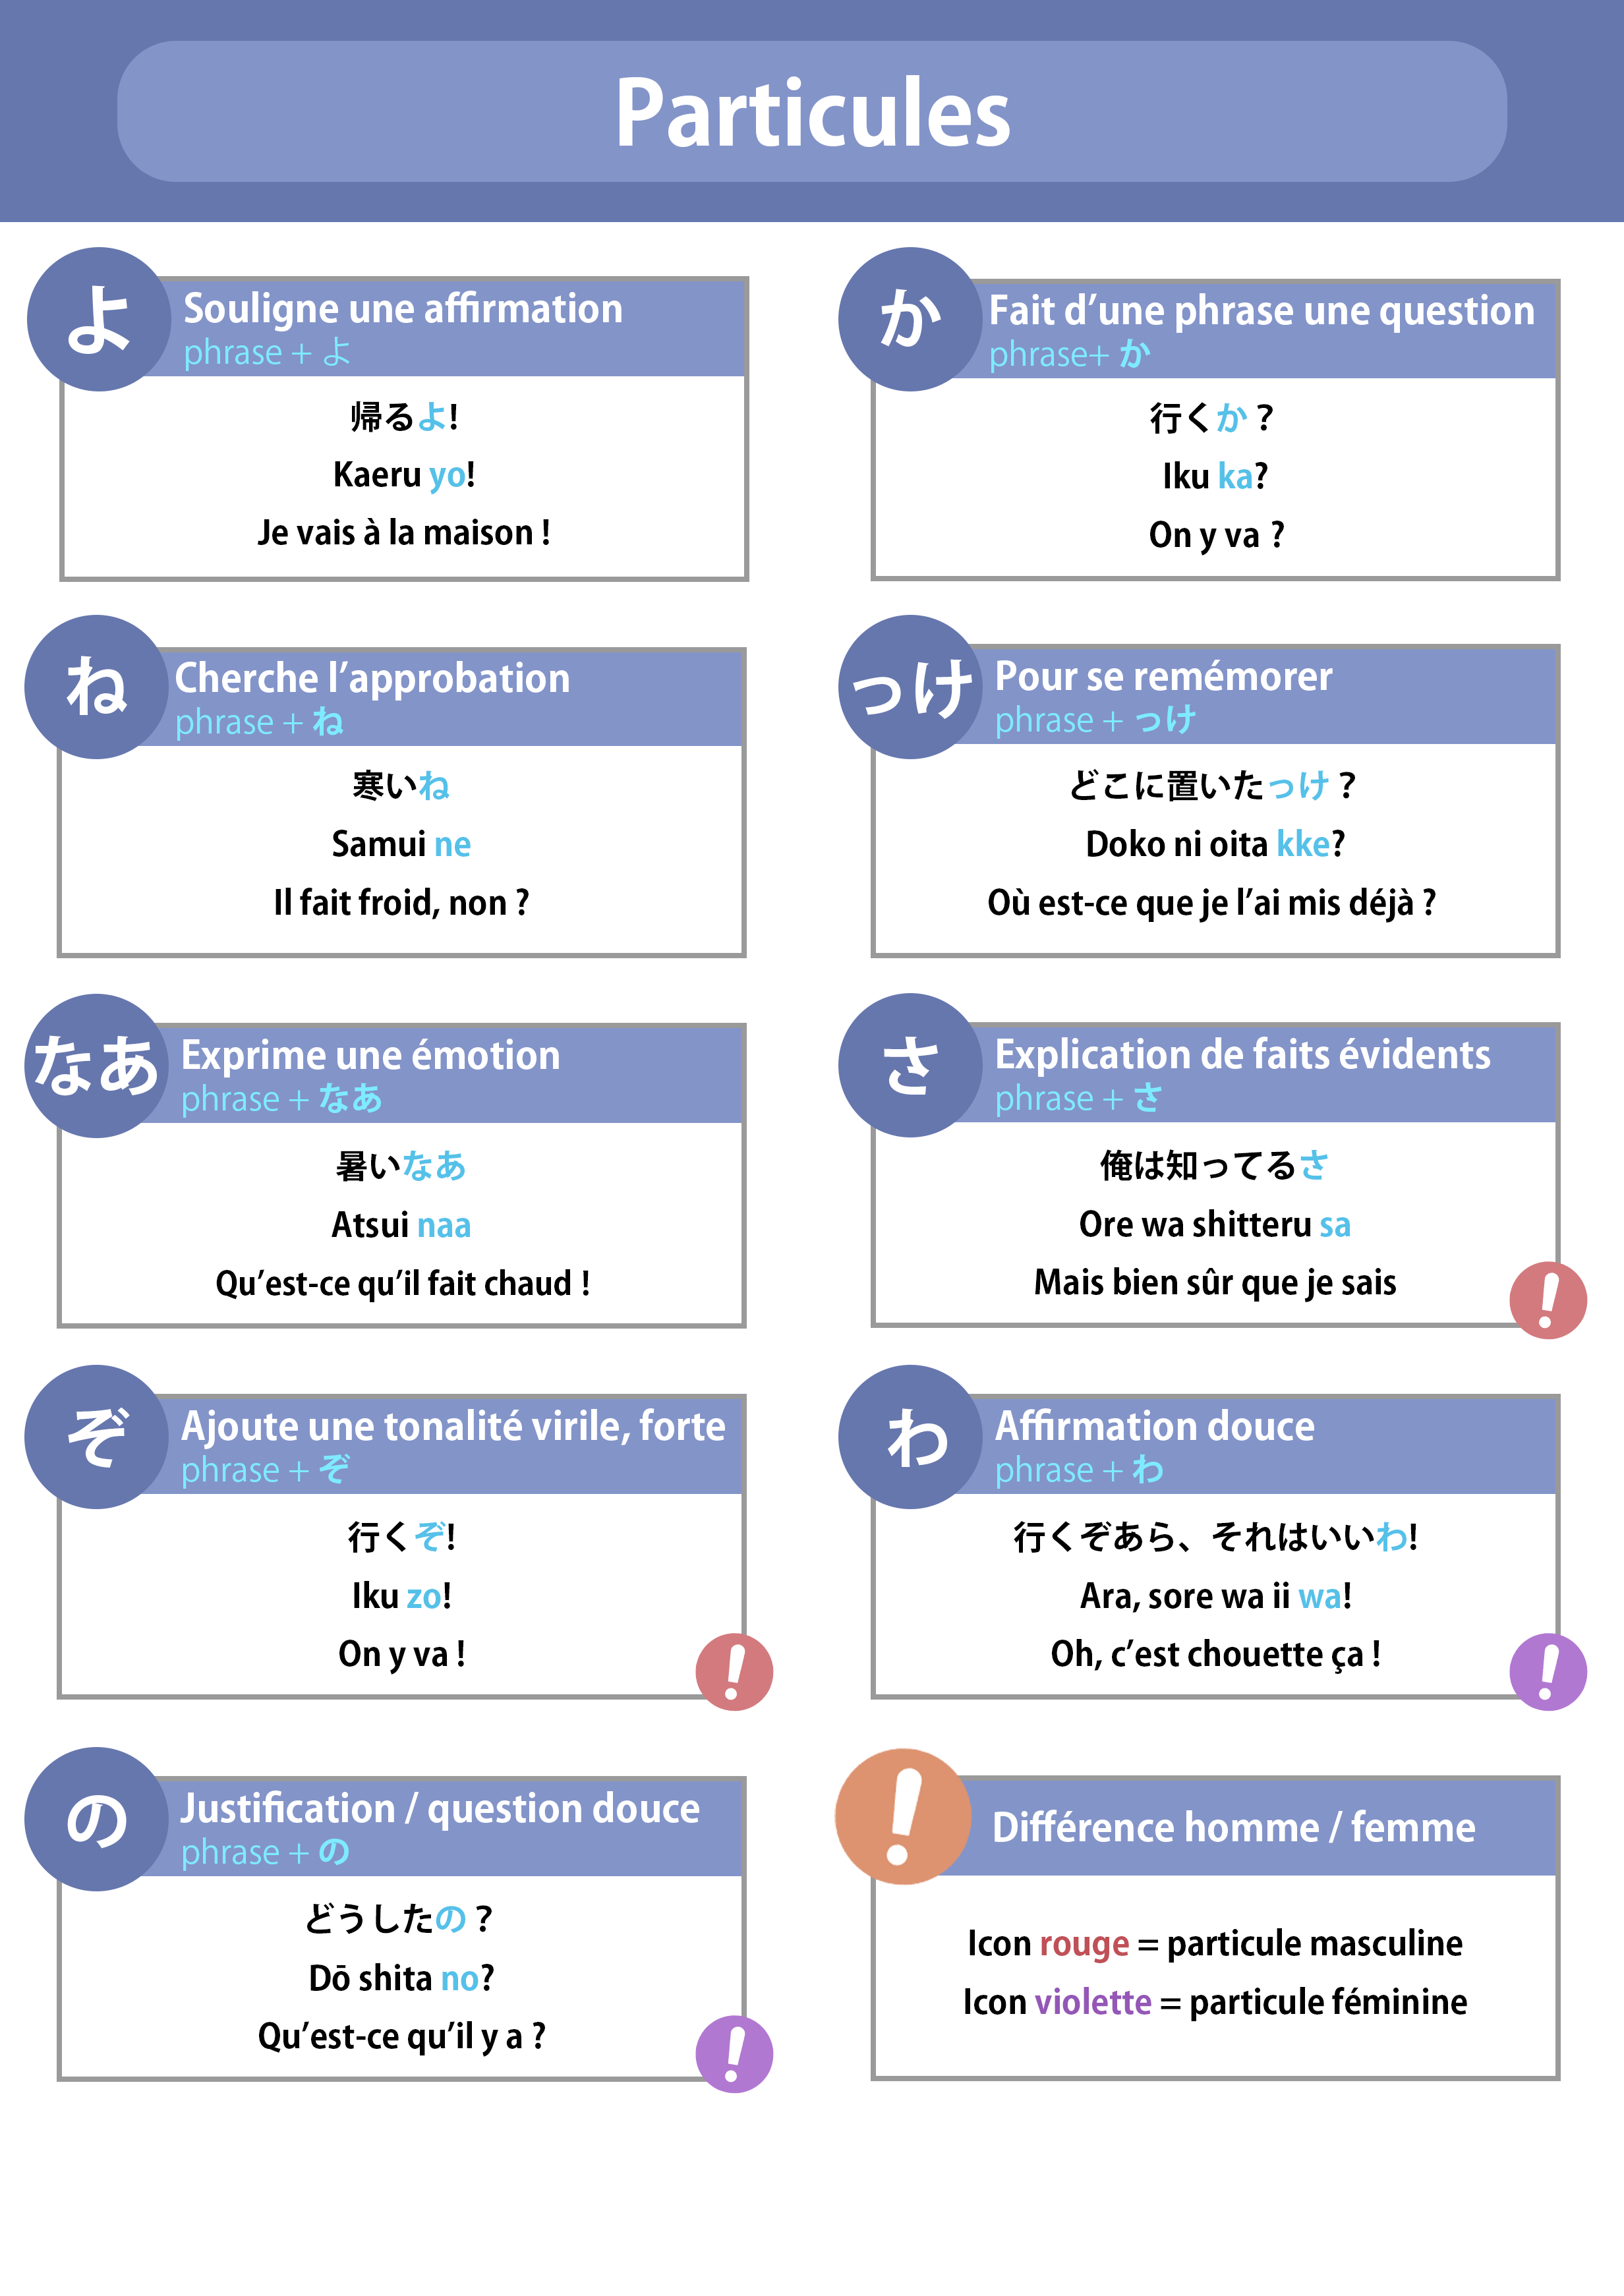 Particules
よ
Souligne une affirmation
phrase + よ
帰るよ!
Kaeru yo!
Je vais à la maison !
か
Fait d’une phrase une question
phrase+ か
行くか？
Iku ka?
On y va ?
ね
Cherche l’approbation
phrase + ね
寒いね
Samui ne
Il fait froid, non ?
っけ
Pour se remémorer
phrase + っけ
どこに置いたっけ？
Doko ni oita kke?
Où est-ce que je l’ai mis déjà ?
なあ
Exprime une émotion
phrase + なあ
暑いなあ
Atsui naa
Qu’est-ce qu’il fait chaud !
さ
Explication de faits évidents
phrase + さ
俺は知ってるさ
Ore wa shitteru sa
Mais bien sûr que je sais
!
ぞ
Ajoute une tonalité virile, forte
phrase + ぞ
行くぞ!
Iku zo!
On y va !
!
わ
Affirmation douce
phrase + わ
行くぞあら、それはいいわ!
Ara, sore wa ii wa!
Oh, c’est chouette ça !
!
の
Justification / question douce
phrase + の
どうしたの？
Dō shita no?
Qu’est-ce qu’il y a ?
!
!
Différence homme / femme
Icon rouge = particule masculine
Icon violette = particule féminine